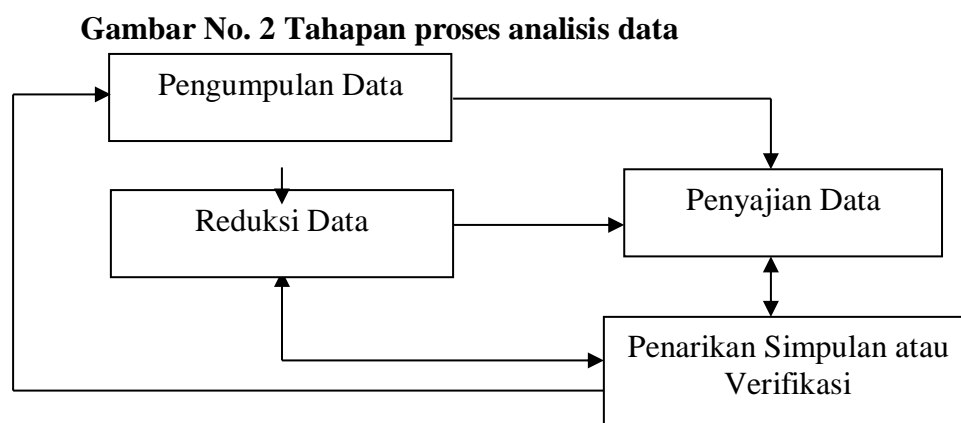 Gambar No. 2 Tahapan proses analisis data
Pengumpulan Data
Penyajian Data
Reduksi Data
Penarikan Simpulan atau
Verifikasi